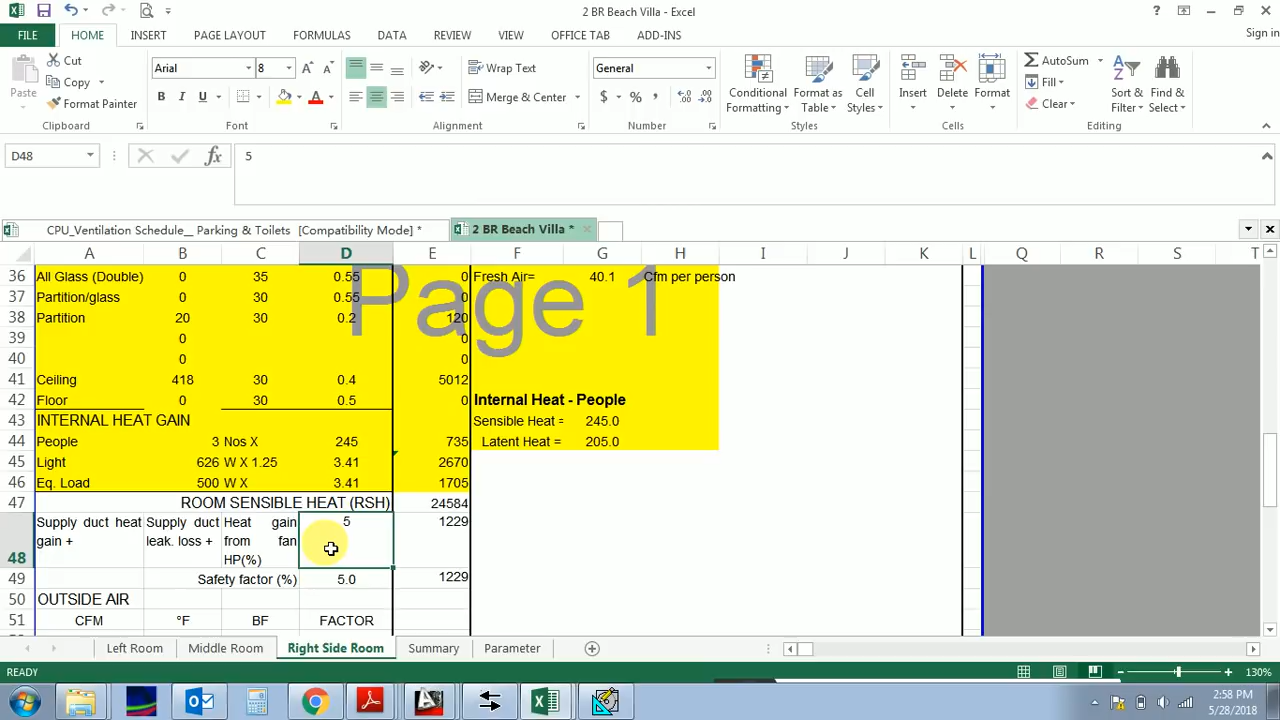 2 BR Beach Villa - Excel
Sign in
FILE HOME INSERT PAGE LAYOUT FORMULAS DATA REVIEW VIEW OFFICE TAB ADD-INS
Paste
Cut
Copy
Format Painter
Clipboard
Arial 8
B I U
Font
Wrap Text
Merge & Center
Alignment
General
$ % ,
Number
Conditional Formatting
Format as Table
Cell Styles
Styles
Insert Delete Format
Cells
AutoSum
Fill
Clear
Sort & Filter
Find & Select
Editing
D48 fx 5
CPU_Ventilation Schedule__ Parking & Toilets [Compatibility Mode] *
2 BR Beach Villa *
A B C D E F G H I J K L Q R S T
Page 1
36 All Glass (Double) 0 35 0.55 0 Fresh Air= 40.1 Cfm per person
37 Partition/glass 0 30 0.55 0
38 Partition 20 30 0.2 120
39 0 0
40 0 0
41 Ceiling 418 30 0.4 5012
42 Floor 0 30 0.5 0 Internal Heat - People
43 INTERNAL HEAT GAIN Sensible Heat = 245.0
44 People 3 Nos X 245 735 Latent Heat = 205.0
45 Light 626 W X 1.25 3.41 2670
46 Eq. Load 500 W X 3.41 1705
47 ROOM SENSIBLE HEAT (RSH) 24584
48 Supply duct heat gain + Supply duct leak. loss + Heat gain from fan HP(%) 5 1229
49 Safety factor (%) 5.0 1229
50 OUTSIDE AIR
51 CFM °F BF FACTOR
Left Room Middle Room Right Side Room Summary Parameter
READY
130%
2:58 PM
5/28/2018